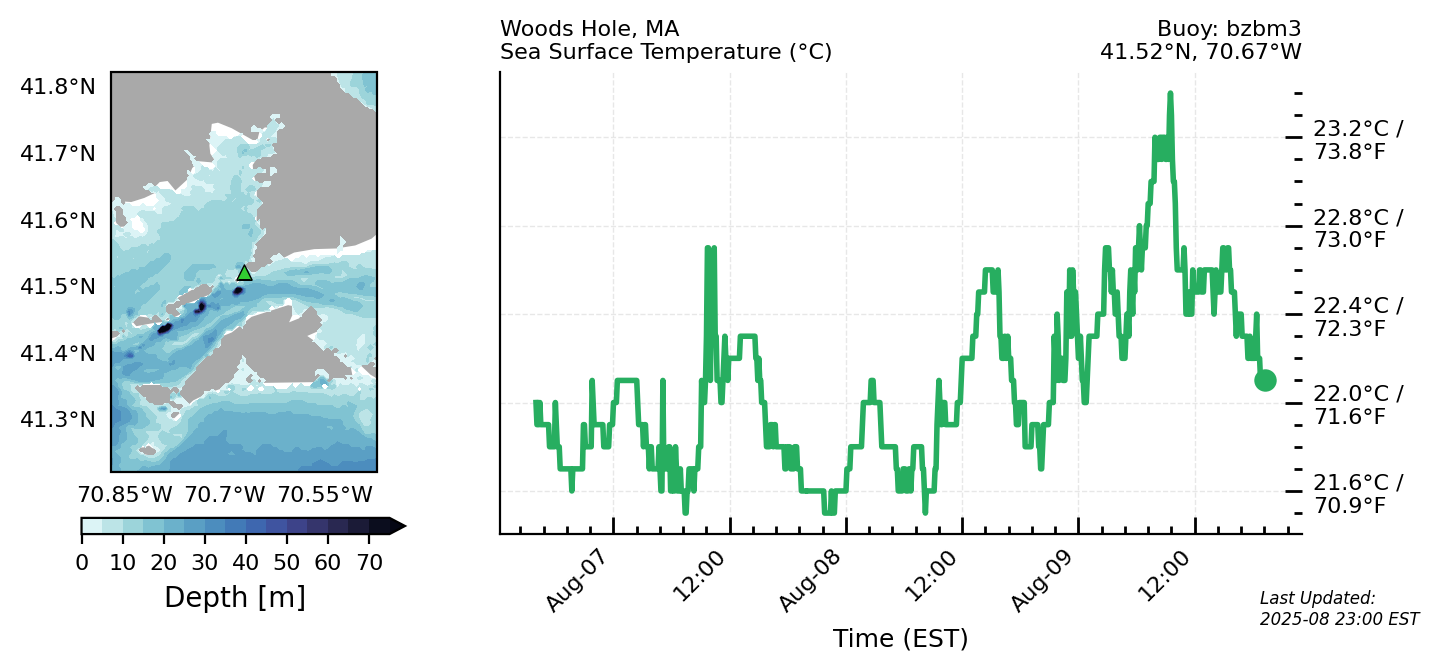 Woods Hole, MA
Sea Surface Temperature (°C)
Buoy: bzbm3
41.52°N, 70.67°W
41.8°N
41.7°N
41.6°N
41.5°N
41.4°N
41.3°N
70.85°W 70.7°W 70.55°W
0 10 20 30 40 50 60 70
Depth [m]
23.2°C /
73.8°F
22.8°C /
73.0°F
22.4°C /
72.3°F
22.0°C /
71.6°F
21.6°C /
70.9°F
Aug-07 12:00 Aug-08 12:00 Aug-09 12:00
Time (EST)
Last Updated:
2025-08 23:00 EST